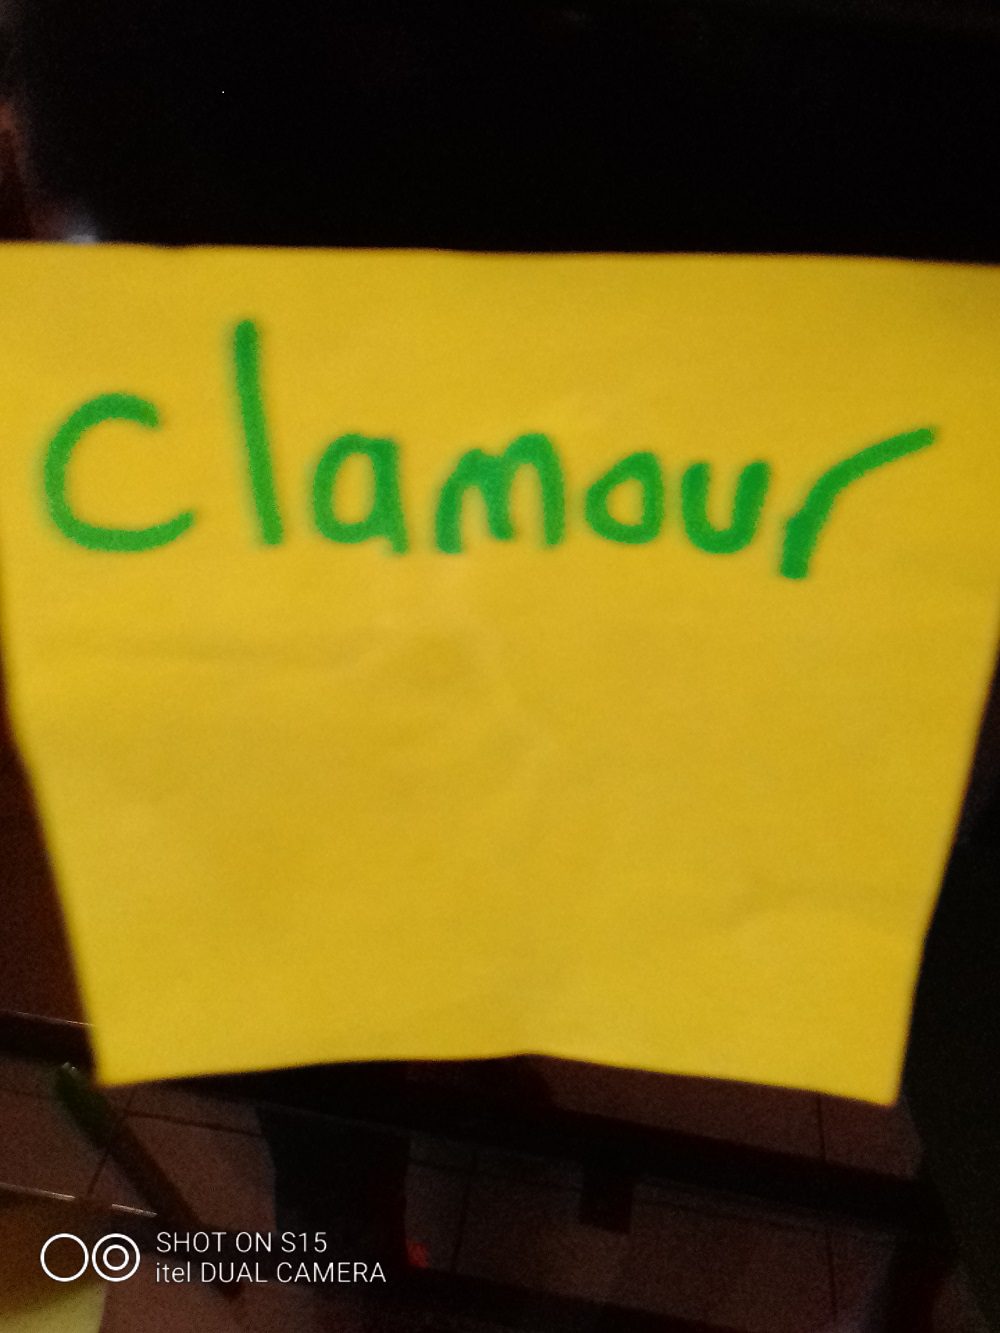 Clamour
SHOT ON S15
itel DUAL CAMERA